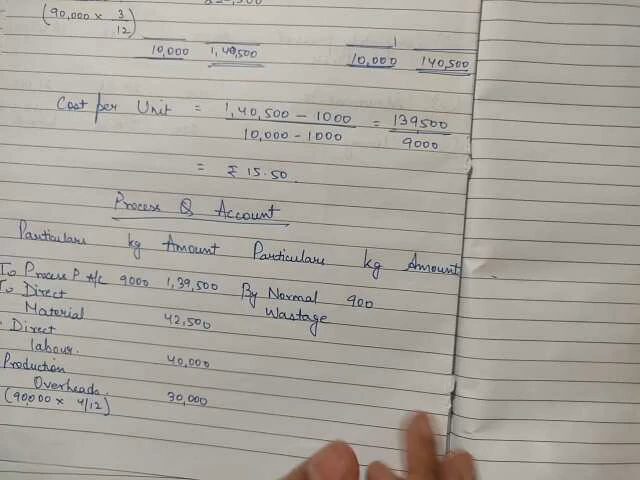 (90,000 × 3/12)
10,000 1,40,500 10,000 140,500
Cost per Unit = 1,40,500 - 1000 / 10,000 - 1000 = 139500 / 9000
= ₹ 15.50.
Process Q Account
Particulars kg Amount Particulars kg Amount
To Process P A/c 9000 1,39,500 By Normal 900
To Direct Wastage
Material 42,500
Direct
labour. 40,000
Production
Overheads.
(90,000 × 4/12) 30,000